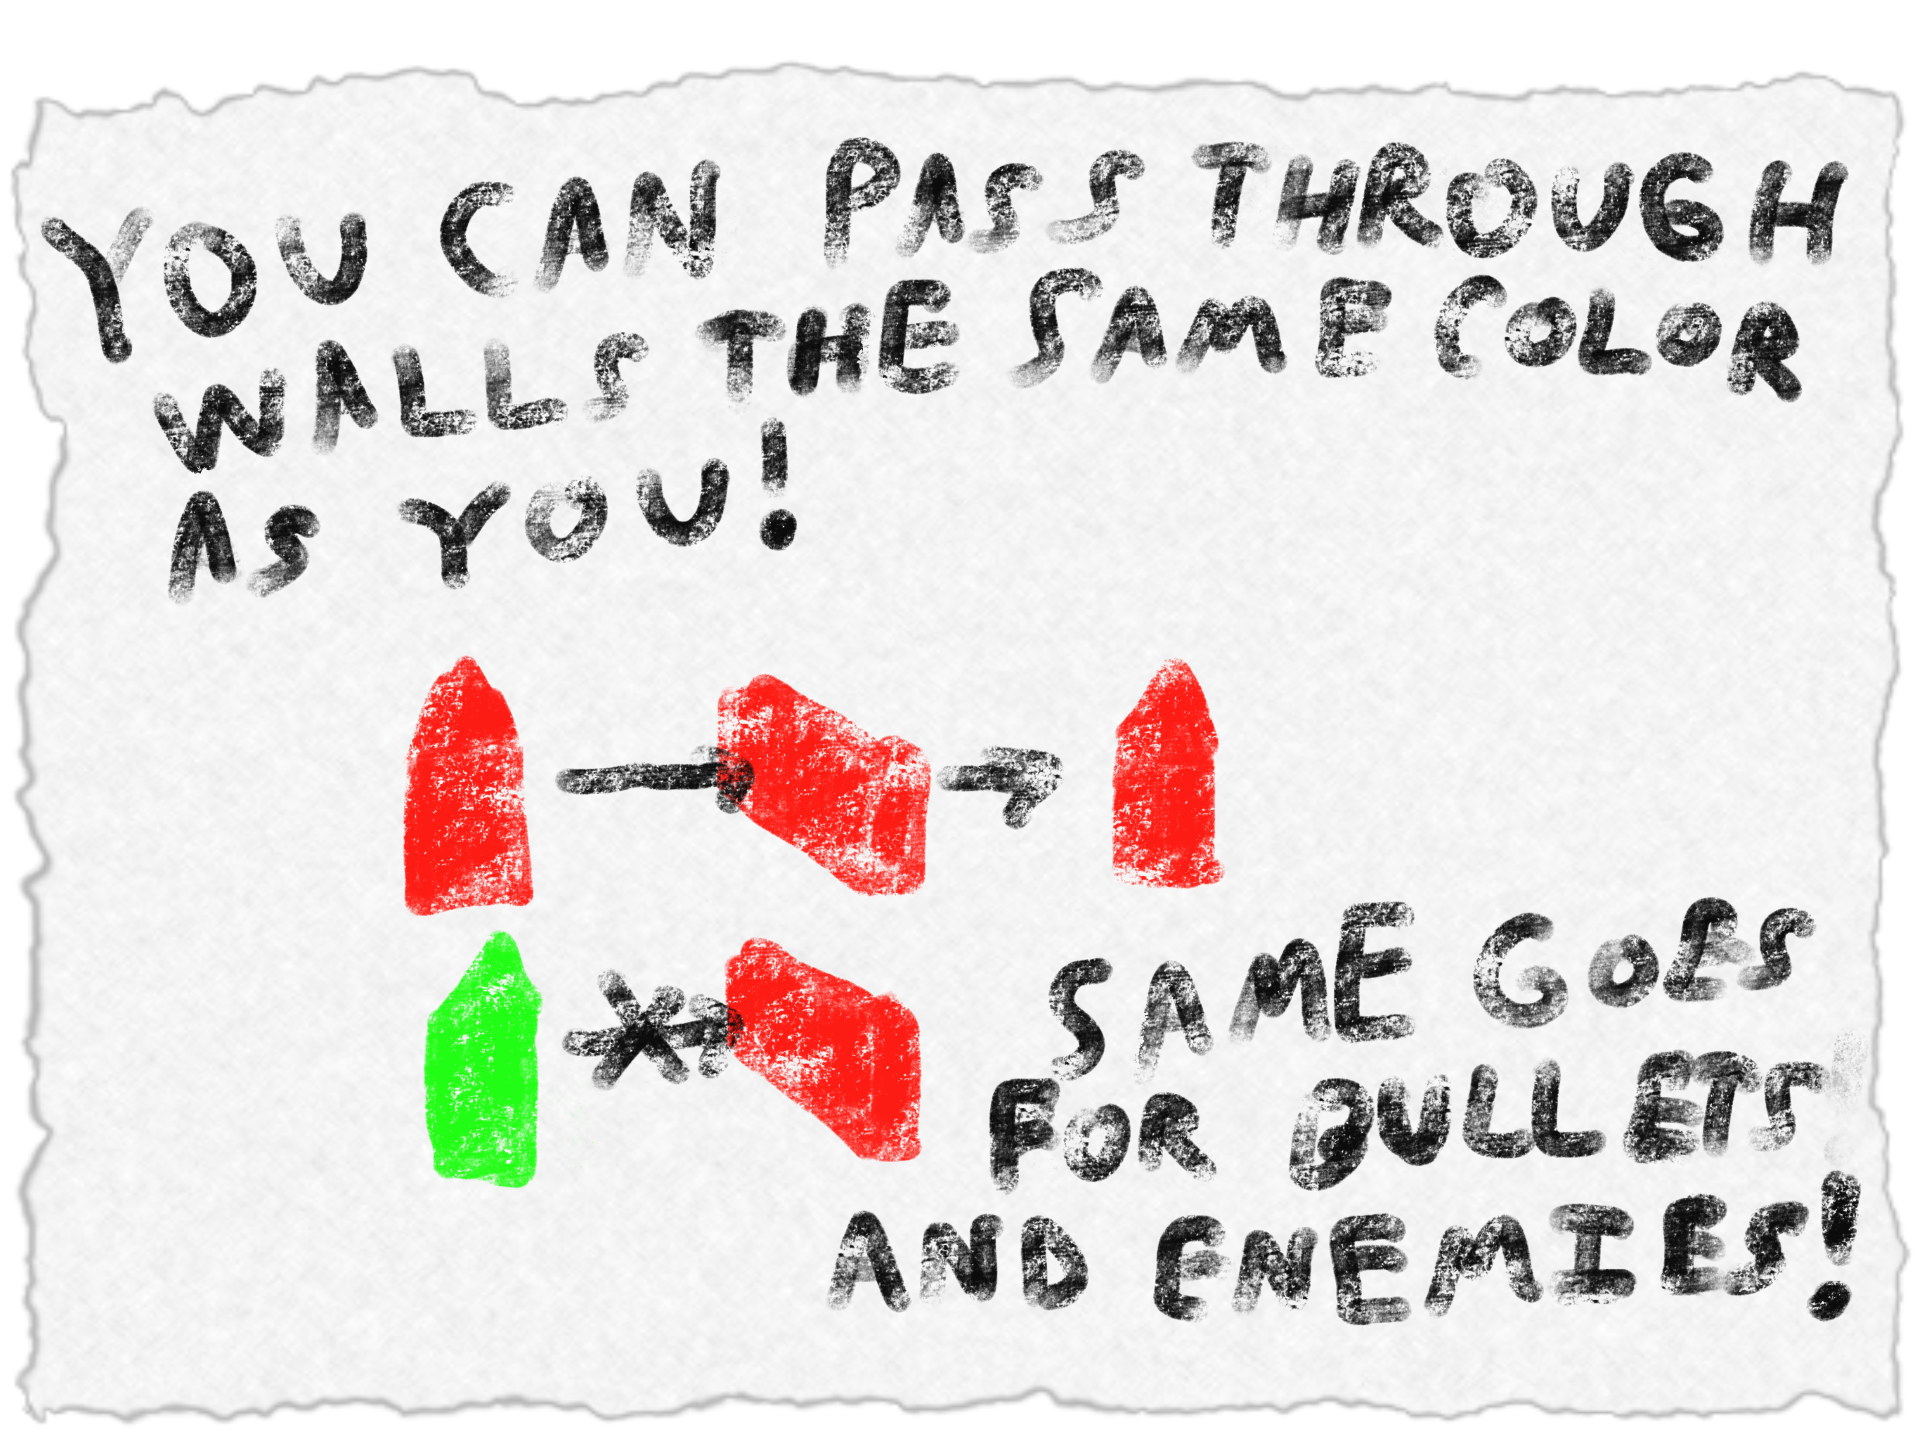 YOU CAN PASS THROUGH
WALLS THE SAME COLOR
AS YOU!
SAME GOES
FOR BULLETS
AND ENEMIES!